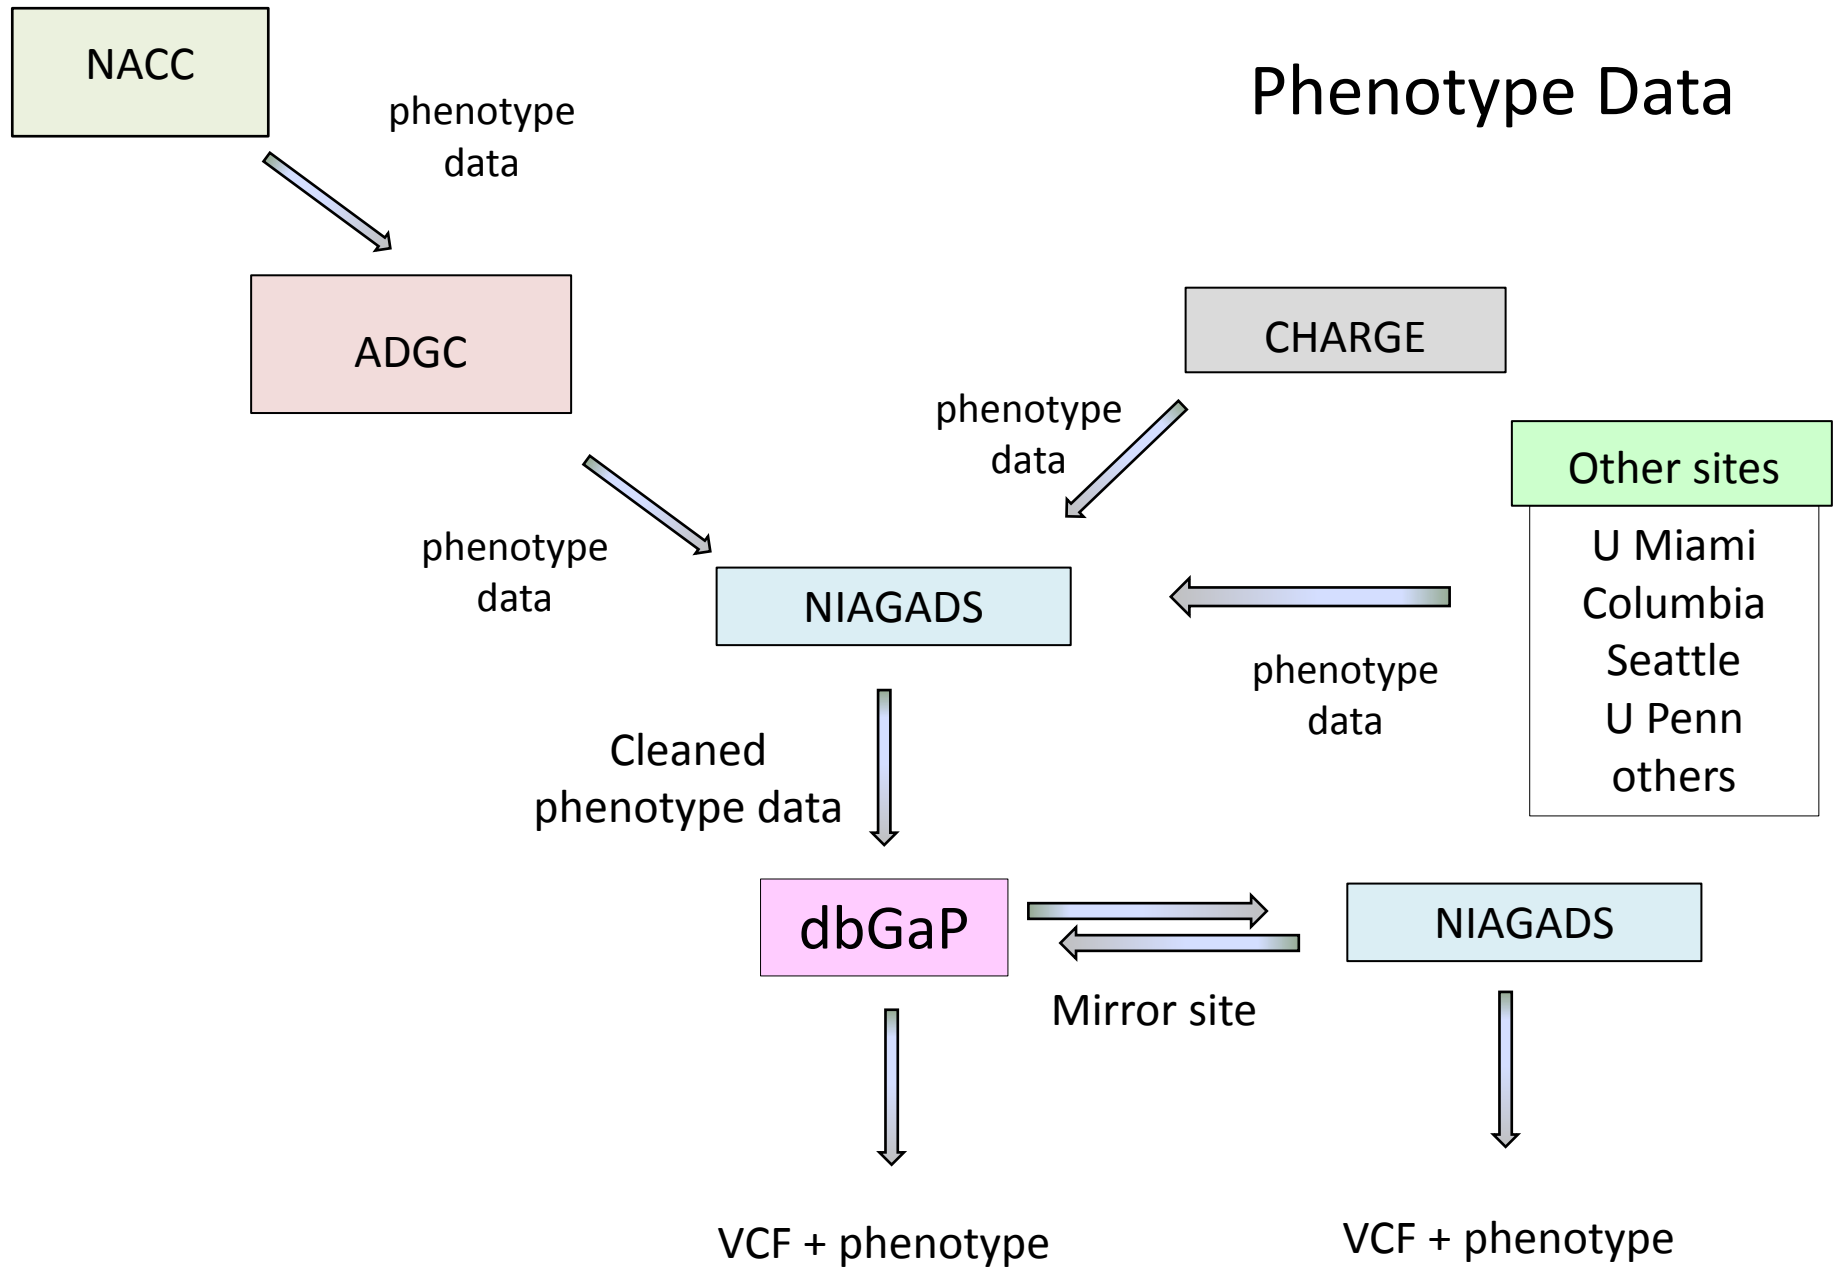 NACC
Phenotype Data
phenotype
data
ADGC
CHARGE
phenotype
data
Other sites
U Miami
Columbia
Seattle
U Penn
others
phenotype
data
NIAGADS
phenotype
data
Cleaned
phenotype data
dbGaP
NIAGADS
Mirror site
VCF + phenotype
VCF + phenotype